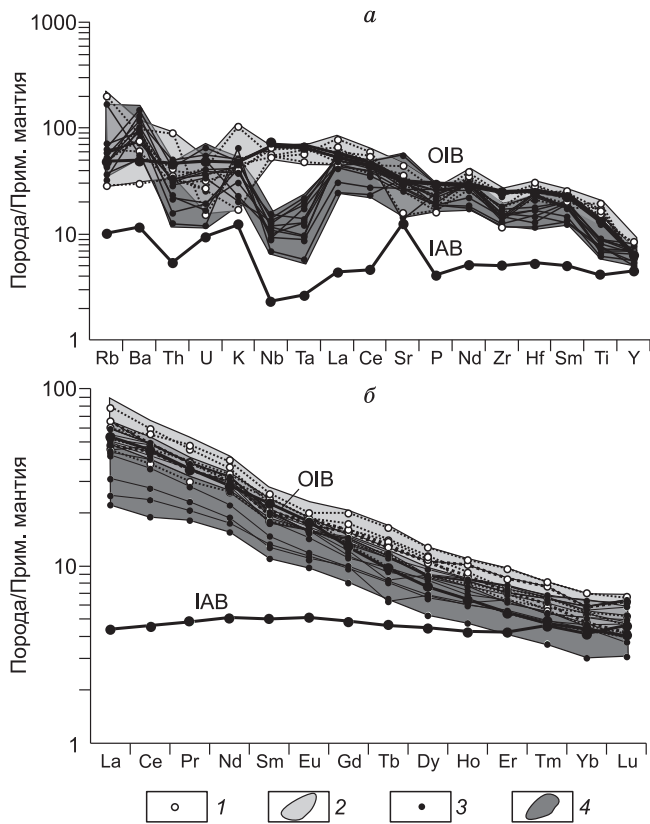 а
1000
100
10
1
Порода/Прим. мантия
OIB
IAB
Rb Ba Th U K Nb Ta La Ce Sr P Nd Zr Hf Sm Ti Y
б
100
10
1
Порода/Прим. мантия
OIB
IAB
La Ce Pr Nd Sm Eu Gd Tb Dy Ho Er Tm Yb Lu
1 2 3 4